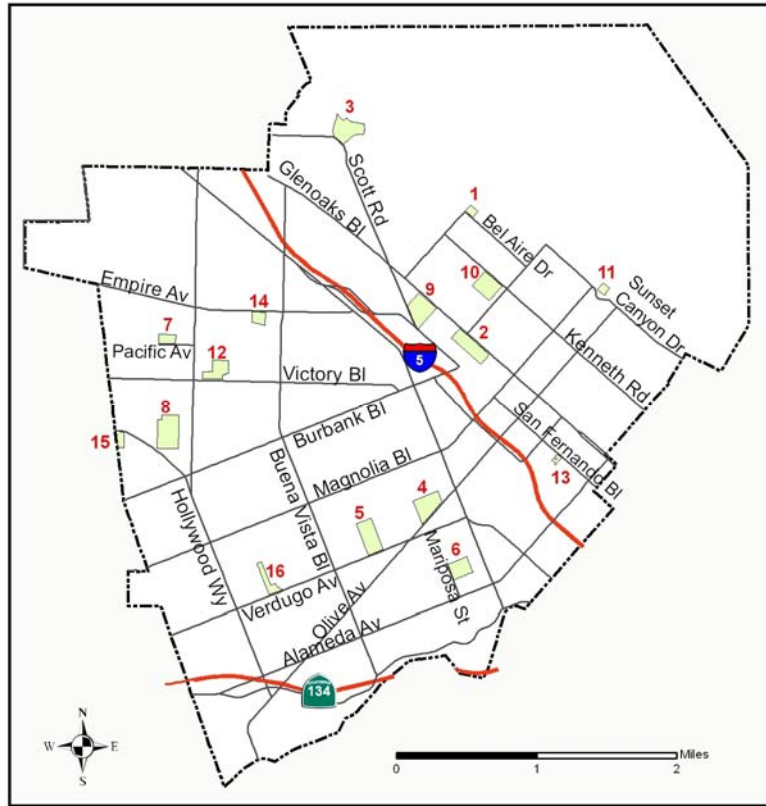 3
Scott Rd
Glenoaks Bl
1
Bel Aire Dr
11
Sunset
Canyon Dr
10
9
Empire Av
14
2
7
Pacific Av
12
5
Kenneth Rd
Victory Bl
8
15
Burbank Bl
San Fernando Bl
13
Magnolia Bl
Buena Vista Bl
Hollywood Wy
4
5
Mariposa St
6
16
Verdugo Av
Olive Av
Alameda Av
CALIFORNIA
134
N
W
E
S
Miles
0
1
2